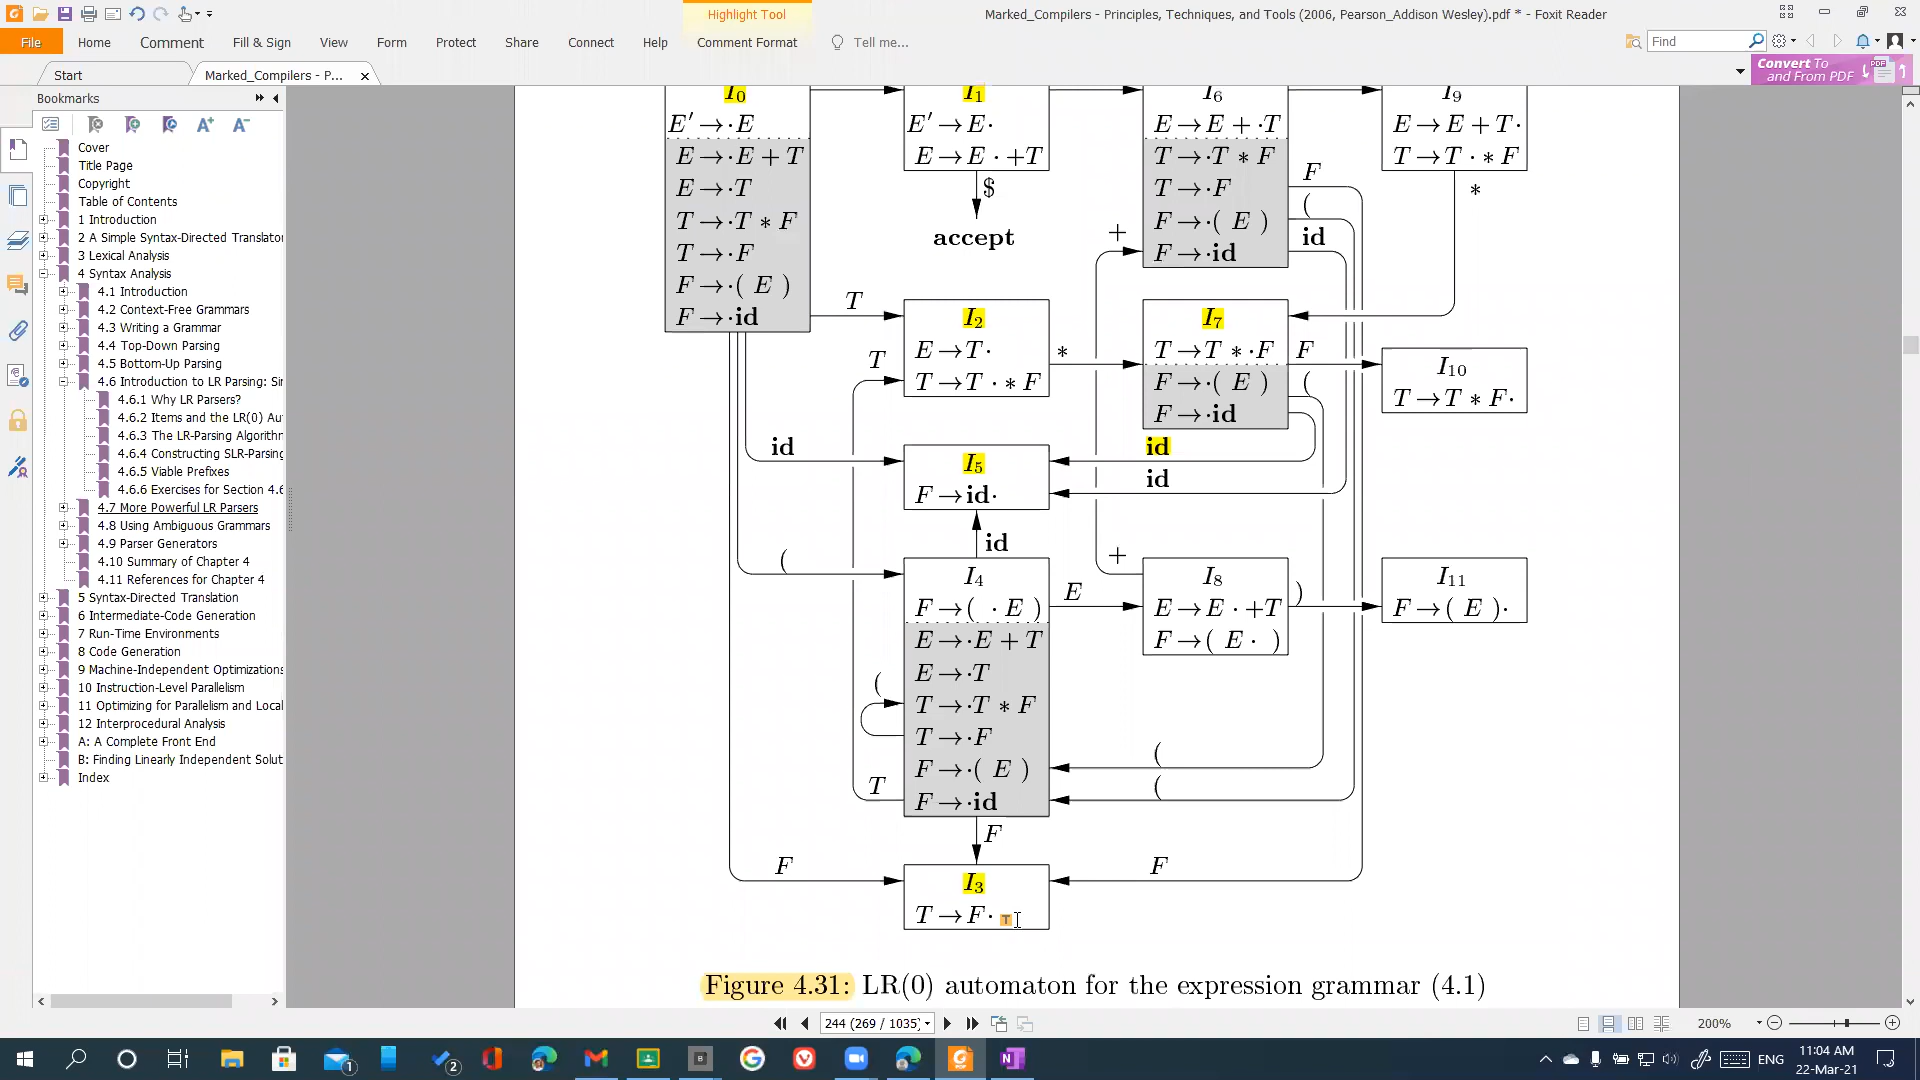 Highlight Tool
Marked_Compilers - Principles, Techniques, and Tools (2006, Pearson_Addison Wesley).pdf * - Foxit Reader
File Home Comment Fill & Sign View Form Protect Share Connect Help Comment Format Tell me... Find
Start Marked_Compilers - P...
Convert To and From PDF
Bookmarks
Cover
Title Page
Copyright
Table of Contents
1 Introduction
2 A Simple Syntax-Directed Translator
3 Lexical Analysis
4 Syntax Analysis
4.1 Introduction
4.2 Context-Free Grammars
4.3 Writing a Grammar
4.4 Top-Down Parsing
4.5 Bottom-Up Parsing
4.6 Introduction to LR Parsing: Si
4.6.1 Why LR Parsers?
4.6.2 Items and the LR(0) Au
4.6.3 The LR-Parsing Algorithm
4.6.4 Constructing SLR-Parsing
4.6.5 Viable Prefixes
4.6.6 Exercises for Section 4.6
4.7 More Powerful LR Parsers
4.8 Using Ambiguous Grammars
4.9 Parser Generators
4.10 Summary of Chapter 4
4.11 References for Chapter 4
5 Syntax-Directed Translation
6 Intermediate-Code Generation
7 Run-Time Environments
8 Code Generation
9 Machine-Independent Optimizations
10 Instruction-Level Parallelism
11 Optimizing for Parallelism and Local
12 Interprocedural Analysis
A: A Complete Front End
B: Finding Linearly Independent Solut
Index
I₀
E' → ·E
E → ·E + T
E → ·T
T → ·T * F
T → ·F
F → ·( E )
F → ·id
I₁
E' → E·
E → E · +T
$
accept
I₆
E → E + ·T
T → ·T * F
T → ·F
F → ·( E )
F → ·id
F
(
id
+
I₉
E → E + T·
T → T · * F
*
T
I₂
E → T·
T → T · * F
T
*
I₇
T → T * ·F
F → ·( E )
F → ·id
F
(
I₁₀
T → T * F·
id
I₅
F → id·
id
id
id
(
I₄
F → ( · E )
E → ·E + T
E → ·T
T → ·T * F
T → ·F
F → ·( E )
F → ·id
E
+
I₈
E → E · +T
F → ( E · )
)
I₁₁
F → ( E )·
(
T
(
(
F
F
I₃
T → F·
F
Figure 4.31: LR(0) automaton for the expression grammar (4.1)
244 (269 / 1035)
200%
ENG
11:04 AM
22-Mar-21